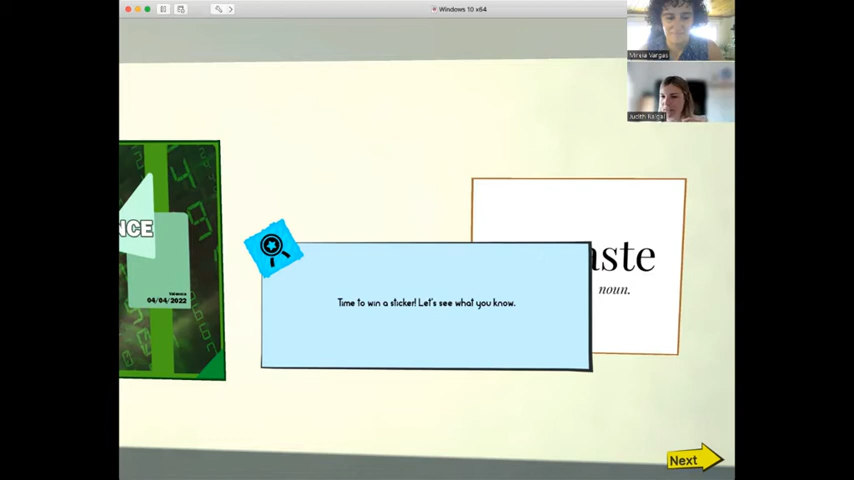 Windows 10 x64
Mireia Vargas
Judith Raigal
NCE
Valencia
04/04/2022
aste
noun.
Time to win a sticker! Let's see what you know.
Next